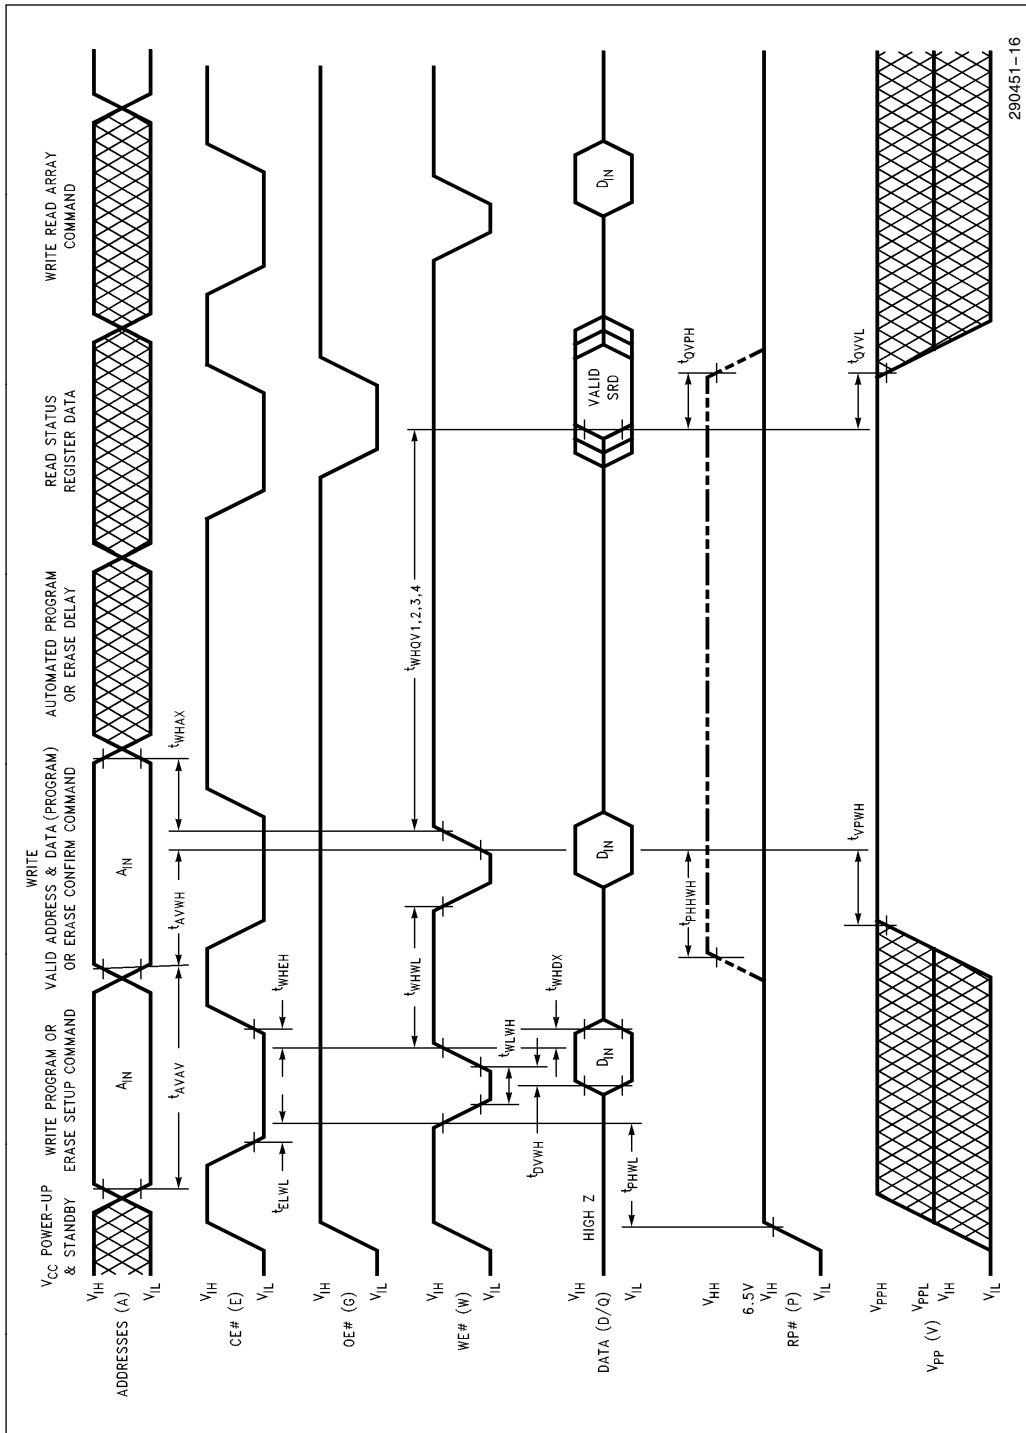 V_CC POWER-UP
& STANDBY
WRITE PROGRAM OR
ERASE SETUP COMMAND
WRITE
VALID ADDRESS & DATA (PROGRAM)
OR ERASE CONFIRM COMMAND
AUTOMATED PROGRAM
OR ERASE DELAY
READ STATUS
REGISTER DATA
WRITE READ ARRAY
COMMAND
ADDRESSES (A)
V_IH
V_IL
A_IN
A_IN
t_AVAV
t_AVWH
t_WHAX
CE# (E)
V_IH
V_IL
t_ELWL
t_WHEH
OE# (G)
V_IH
V_IL
t_WHWL
t_WHQV1,2,3,4
WE# (W)
V_IH
V_IL
t_WLWH
t_DVWH
t_WHDX
DATA (D/Q)
V_IH
V_IL
HIGH Z
D_IN
D_IN
VALID
SRD
D_IN
t_PHWL
t_PHHWH
t_QVPH
V_HH
6.5V
V_IH
RP# (P)
V_IL
t_VPWH
t_QVVL
V_PPH
V_PPL
V_PP (V)
V_IH
V_IL
290451-16